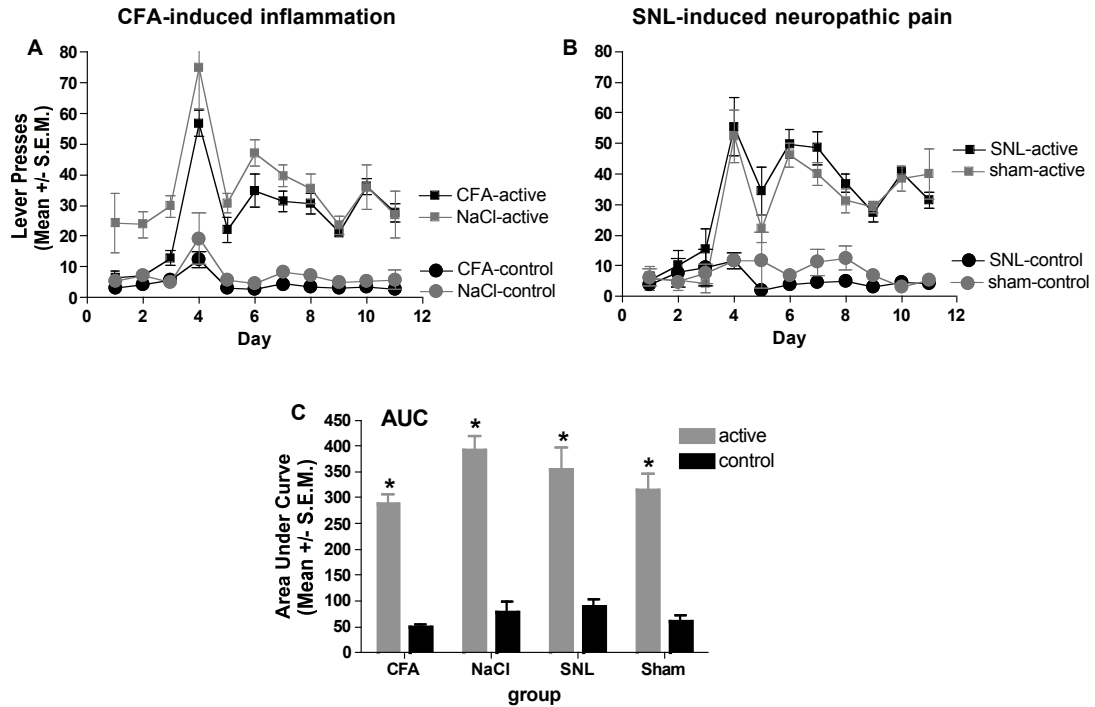 CFA-induced inflammation
SNL-induced neuropathic pain
A
80
70
60
50
40
30
20
10
0
Lever Presses
(Mean +/- S.E.M.)
0 2 4 6 8 10 12
Day
CFA-active
NaCl-active
CFA-control
NaCl-control
B
80
70
60
50
40
30
20
10
0
0 2 4 6 8 10 12
Day
SNL-active
sham-active
SNL-control
sham-control
C
AUC
450
400
350
300
250
200
150
100
50
0
Area Under Curve
(Mean +/- S.E.M.)
* * * *
active
control
CFA NaCl SNL Sham
group